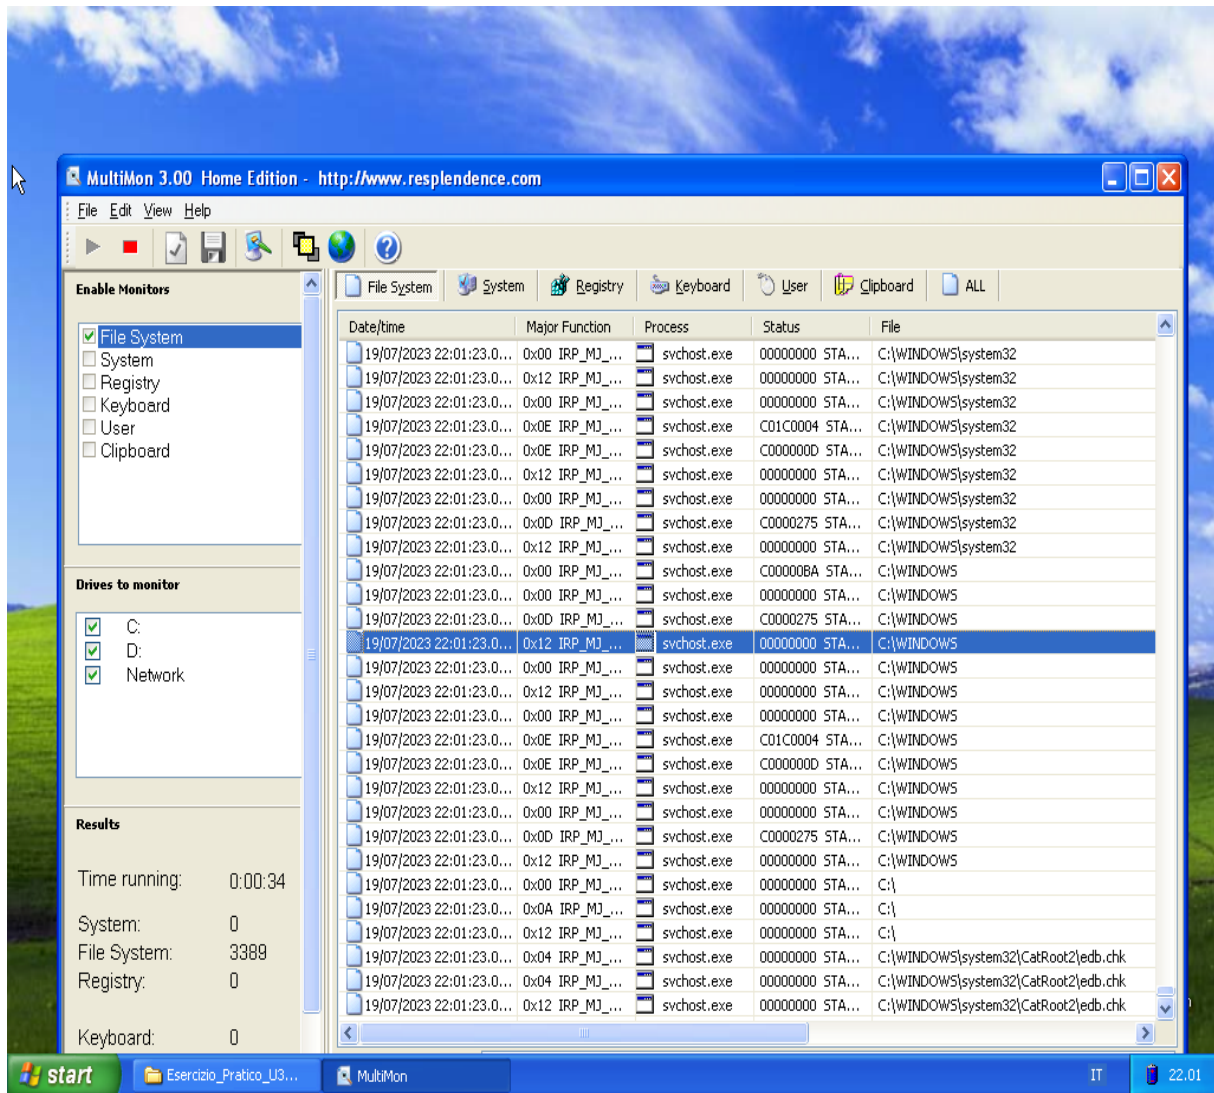 MultiMon 3.00 Home Edition - http://www.resplendence.com
File Edit View Help
Enable Monitors
File System
System
Registry
Keyboard
User
Clipboard
Drives to monitor
C:
D:
Network
Results
Time running: 0:00:34
System: 0
File System: 3389
Registry: 0
Keyboard: 0
File System System Registry Keyboard User Clipboard ALL
Date/time Major Function Process Status File
19/07/2023 22:01:23.0... 0x00 IRP_MJ_... svchost.exe 00000000 STA... C:\WINDOWS\system32
19/07/2023 22:01:23.0... 0x12 IRP_MJ_... svchost.exe 00000000 STA... C:\WINDOWS\system32
19/07/2023 22:01:23.0... 0x00 IRP_MJ_... svchost.exe 00000000 STA... C:\WINDOWS\system32
19/07/2023 22:01:23.0... 0x0E IRP_MJ_... svchost.exe C01C0004 STA... C:\WINDOWS\system32
19/07/2023 22:01:23.0... 0x0E IRP_MJ_... svchost.exe C000000D STA... C:\WINDOWS\system32
19/07/2023 22:01:23.0... 0x12 IRP_MJ_... svchost.exe 00000000 STA... C:\WINDOWS\system32
19/07/2023 22:01:23.0... 0x00 IRP_MJ_... svchost.exe 00000000 STA... C:\WINDOWS\system32
19/07/2023 22:01:23.0... 0x0D IRP_MJ_... svchost.exe C0000275 STA... C:\WINDOWS\system32
19/07/2023 22:01:23.0... 0x12 IRP_MJ_... svchost.exe 00000000 STA... C:\WINDOWS\system32
19/07/2023 22:01:23.0... 0x00 IRP_MJ_... svchost.exe C00000BA STA... C:\WINDOWS
19/07/2023 22:01:23.0... 0x00 IRP_MJ_... svchost.exe 00000000 STA... C:\WINDOWS
19/07/2023 22:01:23.0... 0x0D IRP_MJ_... svchost.exe C0000275 STA... C:\WINDOWS
19/07/2023 22:01:23.0... 0x12 IRP_MJ_... svchost.exe 00000000 STA... C:\WINDOWS
19/07/2023 22:01:23.0... 0x00 IRP_MJ_... svchost.exe 00000000 STA... C:\WINDOWS
19/07/2023 22:01:23.0... 0x12 IRP_MJ_... svchost.exe 00000000 STA... C:\WINDOWS
19/07/2023 22:01:23.0... 0x00 IRP_MJ_... svchost.exe 00000000 STA... C:\WINDOWS
19/07/2023 22:01:23.0... 0x0E IRP_MJ_... svchost.exe C01C0004 STA... C:\WINDOWS
19/07/2023 22:01:23.0... 0x0E IRP_MJ_... svchost.exe C000000D STA... C:\WINDOWS
19/07/2023 22:01:23.0... 0x12 IRP_MJ_... svchost.exe 00000000 STA... C:\WINDOWS
19/07/2023 22:01:23.0... 0x00 IRP_MJ_... svchost.exe 00000000 STA... C:\WINDOWS
19/07/2023 22:01:23.0... 0x0D IRP_MJ_... svchost.exe C0000275 STA... C:\WINDOWS
19/07/2023 22:01:23.0... 0x12 IRP_MJ_... svchost.exe 00000000 STA... C:\WINDOWS
19/07/2023 22:01:23.0... 0x00 IRP_MJ_... svchost.exe 00000000 STA... C:\
19/07/2023 22:01:23.0... 0x0A IRP_MJ_... svchost.exe 00000000 STA... C:\
19/07/2023 22:01:23.0... 0x12 IRP_MJ_... svchost.exe 00000000 STA... C:\
19/07/2023 22:01:23.0... 0x04 IRP_MJ_... svchost.exe 00000000 STA... C:\WINDOWS\system32\CatRoot2\edb.chk
19/07/2023 22:01:23.0... 0x04 IRP_MJ_... svchost.exe 00000000 STA... C:\WINDOWS\system32\CatRoot2\edb.chk
19/07/2023 22:01:23.0... 0x12 IRP_MJ_... svchost.exe 00000000 STA... C:\WINDOWS\system32\CatRoot2\edb.chk
start Esercizio_Pratico_U3... MultiMon IT 22.01